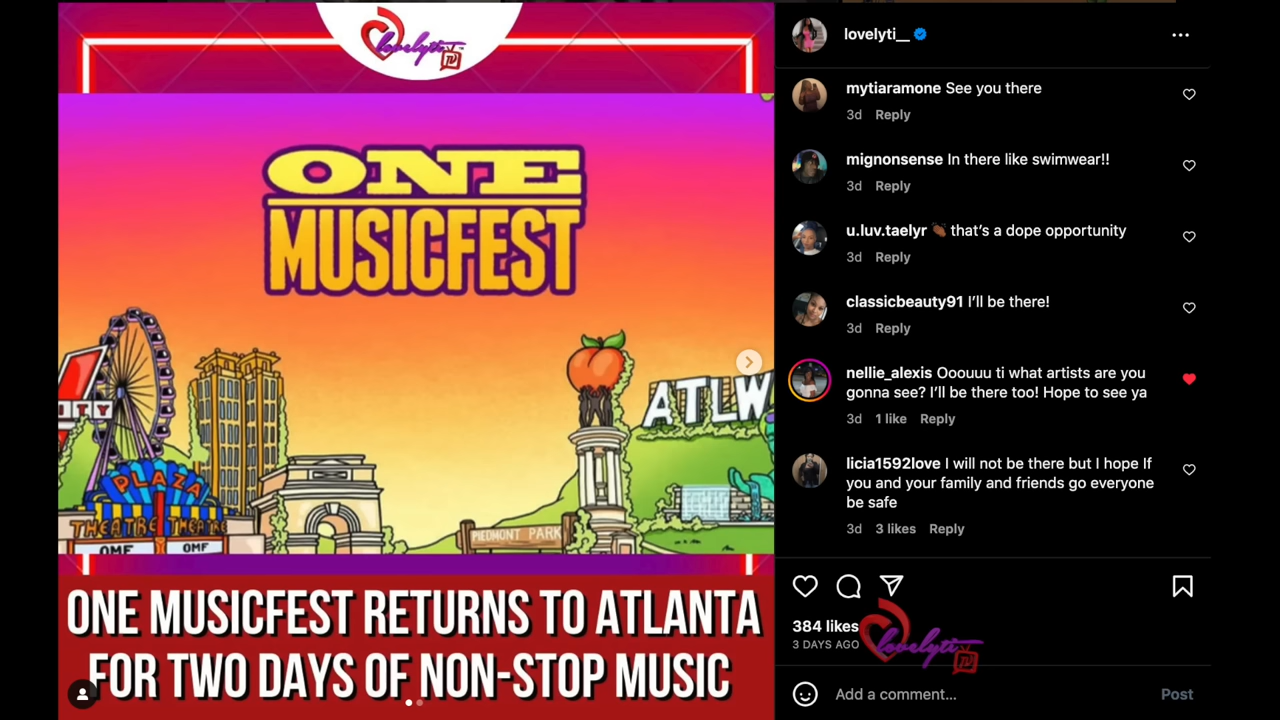 lovelyti TV
ONE
MUSICFEST
ITY
PLAZA
THEATRE THEATRE
OMF OMF
PIEDMONT PARK
ATLW
ONE MUSICFEST RETURNS TO ATLANTA
FOR TWO DAYS OF NON-STOP MUSIC
lovelyti__
mytiaramone See you there
3d Reply
mignonsense In there like swimwear!!
3d Reply
u.luv.taelyr 👏🏾 that's a dope opportunity
3d Reply
classicbeauty91 I'll be there!
3d Reply
nellie_alexis Ooouuu ti what artists are you
gonna see? I'll be there too! Hope to see ya
3d 1 like Reply
licia1592love I will not be there but I hope If
you and your family and friends go everyone
be safe
3d 3 likes Reply
384 likes
3 DAYS AGO
lovelyti TV
Add a comment... Post